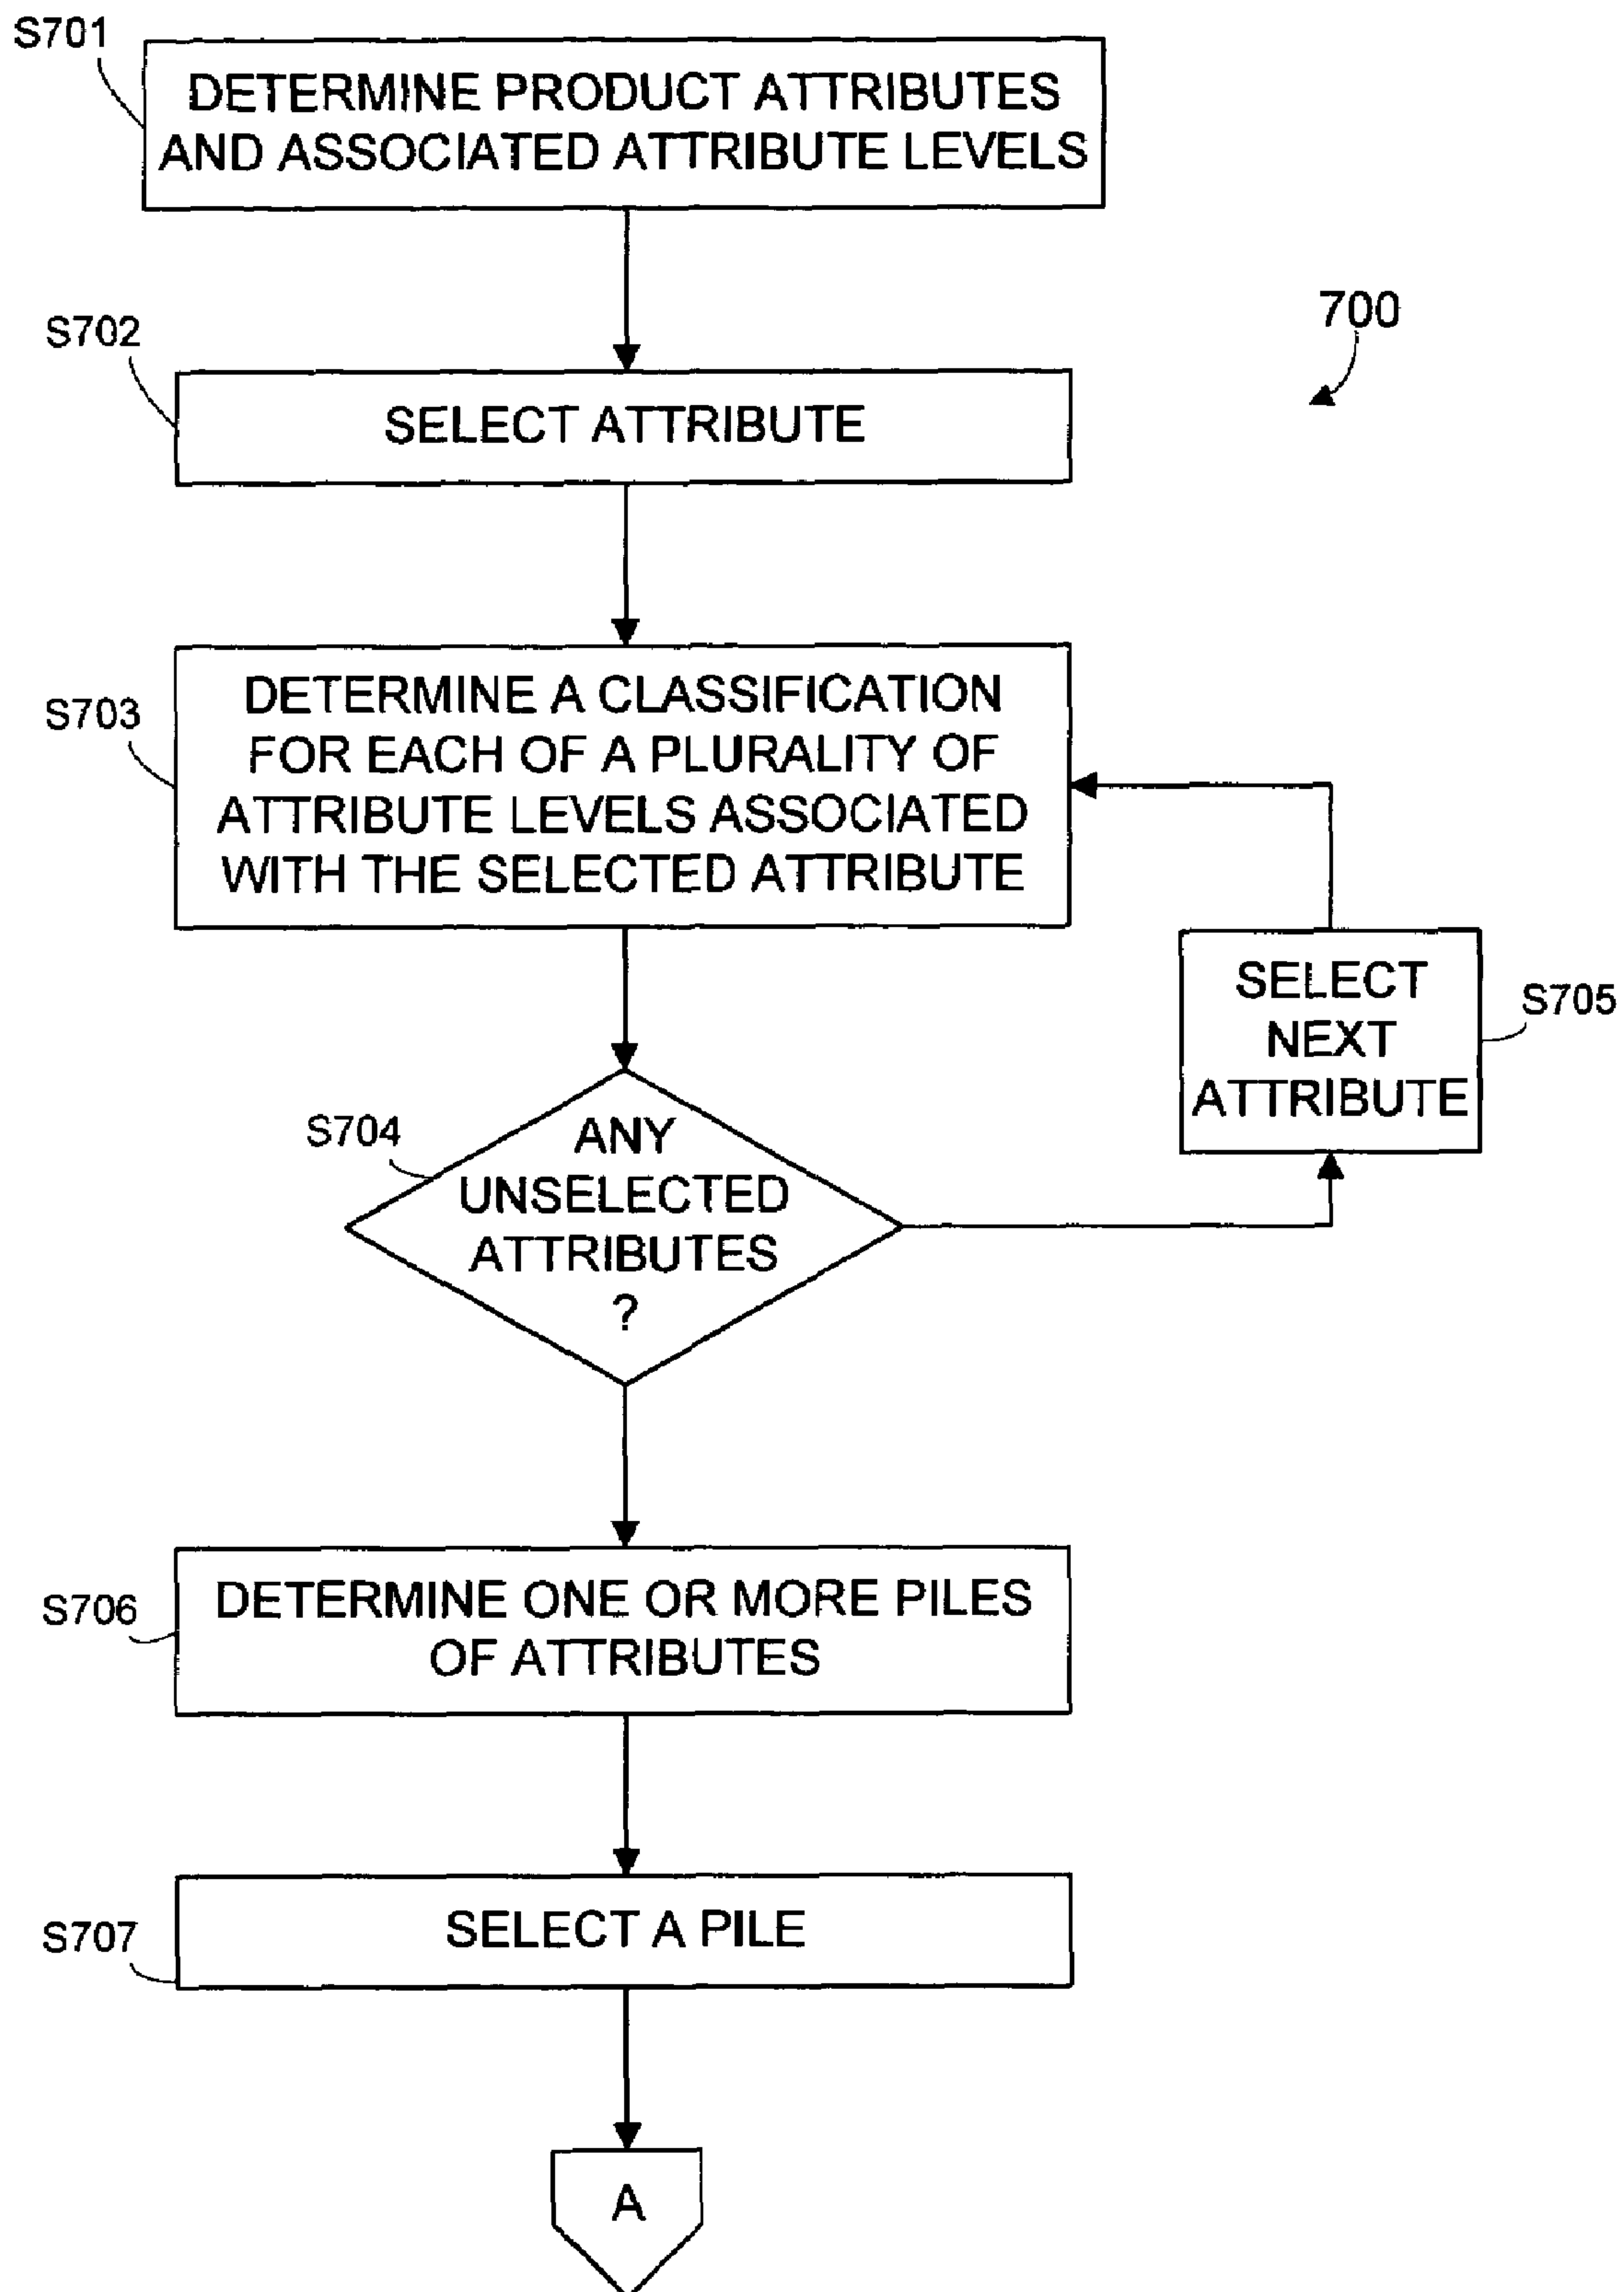 S701
DETERMINE PRODUCT ATTRIBUTES
AND ASSOCIATED ATTRIBUTE LEVELS
700
S702
SELECT ATTRIBUTE
S703
DETERMINE A CLASSIFICATION
FOR EACH OF A PLURALITY OF
ATTRIBUTE LEVELS ASSOCIATED
WITH THE SELECTED ATTRIBUTE
SELECT
NEXT
ATTRIBUTE
S705
S704
ANY
UNSELECTED
ATTRIBUTES
?
S706
DETERMINE ONE OR MORE PILES
OF ATTRIBUTES
S707
SELECT A PILE
A